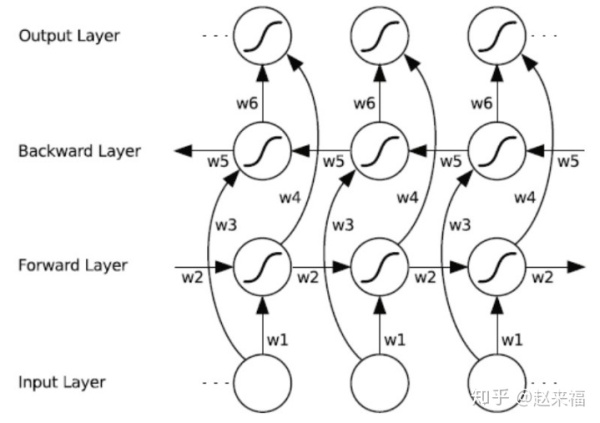 Output Layer
w6 w6 w6
Backward Layer
w5 w5 w5 w5
w4 w4 w4
w3 w3 w3
Forward Layer
w2 w2 w2 w2
w1 w1 w1
Input Layer
知乎 @赵来福